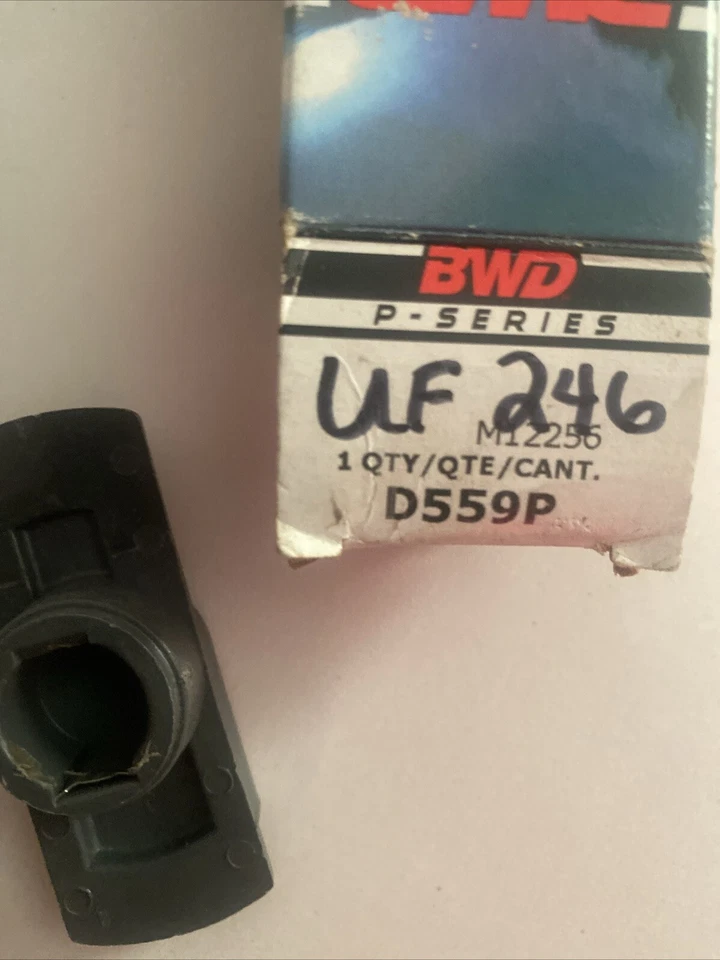 BWD
P-SERIES
UF 246
M12256
1 QTY/QTE/CANT.
D559P